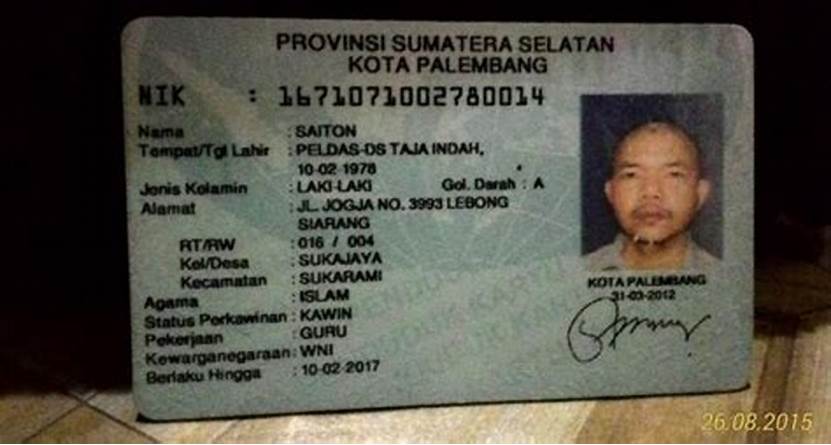 PROVINSI SUMATERA SELATAN
KOTA PALEMBANG
NIK : 1671071002780014
Nama : SAITON
Tempat/Tgl Lahir : PELDAS-DS TAJA INDAH,
10-02-1978
Jenis Kelamin : LAKI-LAKI Gol. Darah : A
Alamat : JL. JOGJA NO. 3993 LEBONG
SIARANG
RT/RW : 016 / 004
Kel/Desa : SUKAJAYA
Kecamatan : SUKARAMI
Agama : ISLAM
Status Perkawinan : KAWIN
Pekerjaan : GURU
Kewarganegaraan : WNI
Berlaku Hingga : 10-02-2017
KOTA PALEMBANG
31-03-2012
26.08.2015